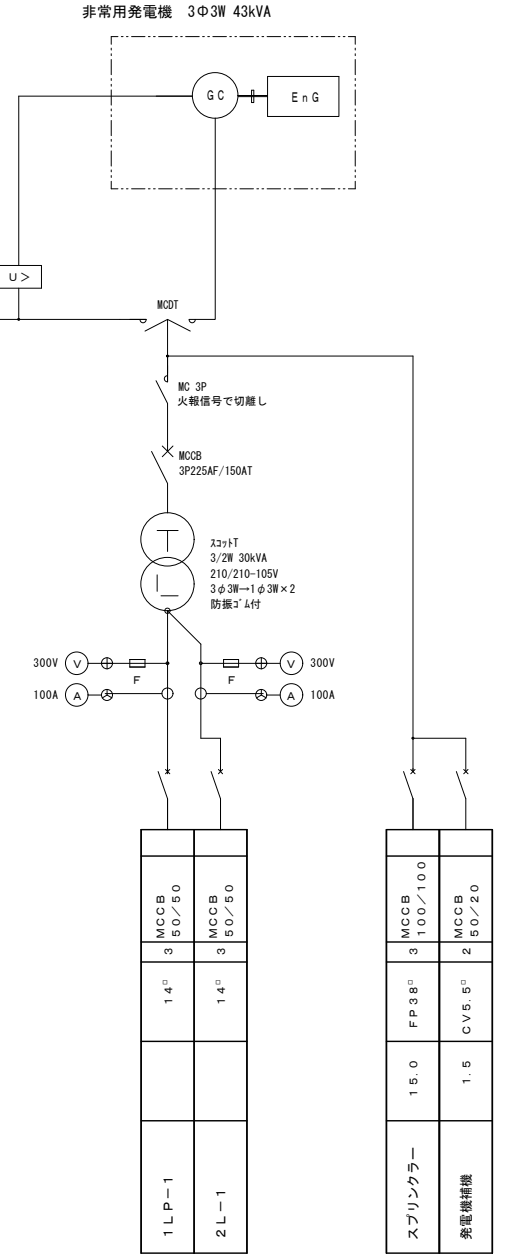 非常用発電機 3Φ3W 43kVA
GC
EnG
U>
MCDT
MC 3P
火報信号で切離し
MCCB
3P225AF/150AT
スコットT
3/2W 30kVA
210/210-105V
3φ3W→1φ3W×2
防振ゴム付
300V
V
F
F
V
300V
100A
A
A
100A
MCCB
50/50
3
14□
1LP-1
MCCB
50/50
3
14□
2L-1
MCCB
100/100
3
FP38□
15.0
スプリンクラー
MCCB
50/20
2
CV5.5□
1.5
発電機補機